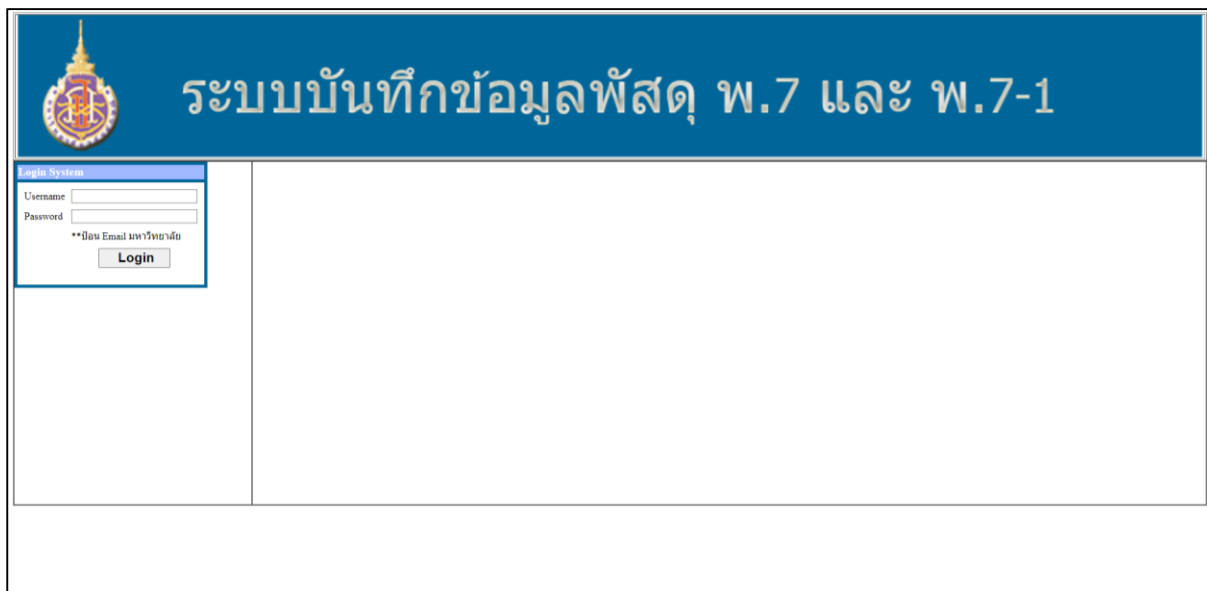 ระบบบันทึกข้อมูลพัสดุ พ.7 และ พ.7-1
Login System
Username
Password
**ป้อน Email มหาวิทยาลัย
Login